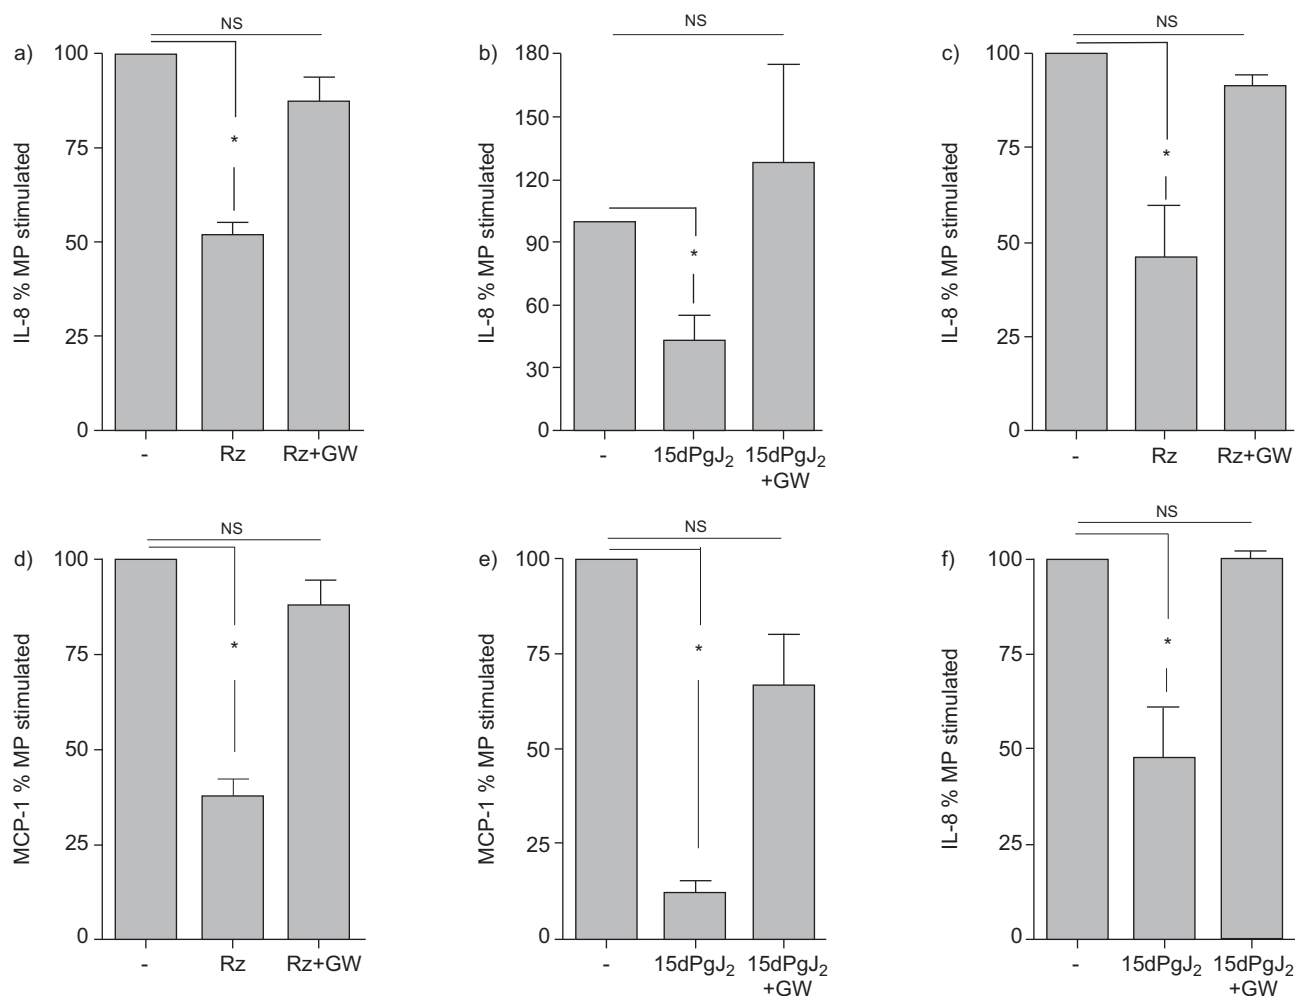 a)
NS
100
75
50
25
0
IL-8 % MP stimulated
*
-
Rz
Rz+GW
b)
NS
180
150
120
90
60
30
0
IL-8 % MP stimulated
*
-
15dPgJ₂
15dPgJ₂
+GW
c)
NS
100
75
50
25
0
IL-8 % MP stimulated
*
-
Rz
Rz+GW
d)
NS
100
75
50
25
0
MCP-1 % MP stimulated
*
-
Rz
Rz+GW
e)
NS
100
75
50
25
0
MCP-1 % MP stimulated
*
-
15dPgJ₂
15dPgJ₂
+GW
f)
NS
100
75
50
25
0
IL-8 % MP stimulated
*
-
15dPgJ₂
15dPgJ₂
+GW